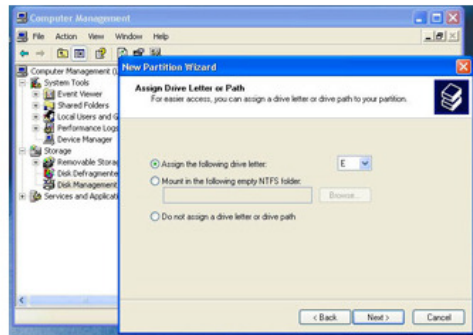 Computer Management
File Action View Window Help
Computer Management (
System Tools
Event Viewer
Shared Folders
Local Users and G
Performance Logs
Device Manager
Storage
Removable Storag
Disk Defragmente
Disk Management
Services and Applicati
New Partition Wizard
Assign Drive Letter or Path
For easier access, you can assign a drive letter or drive path to your partition.
Assign the following drive letter:
E
Mount in the following empty NTFS folder:
Browse...
Do not assign a drive letter or drive path
< Back
Next >
Cancel